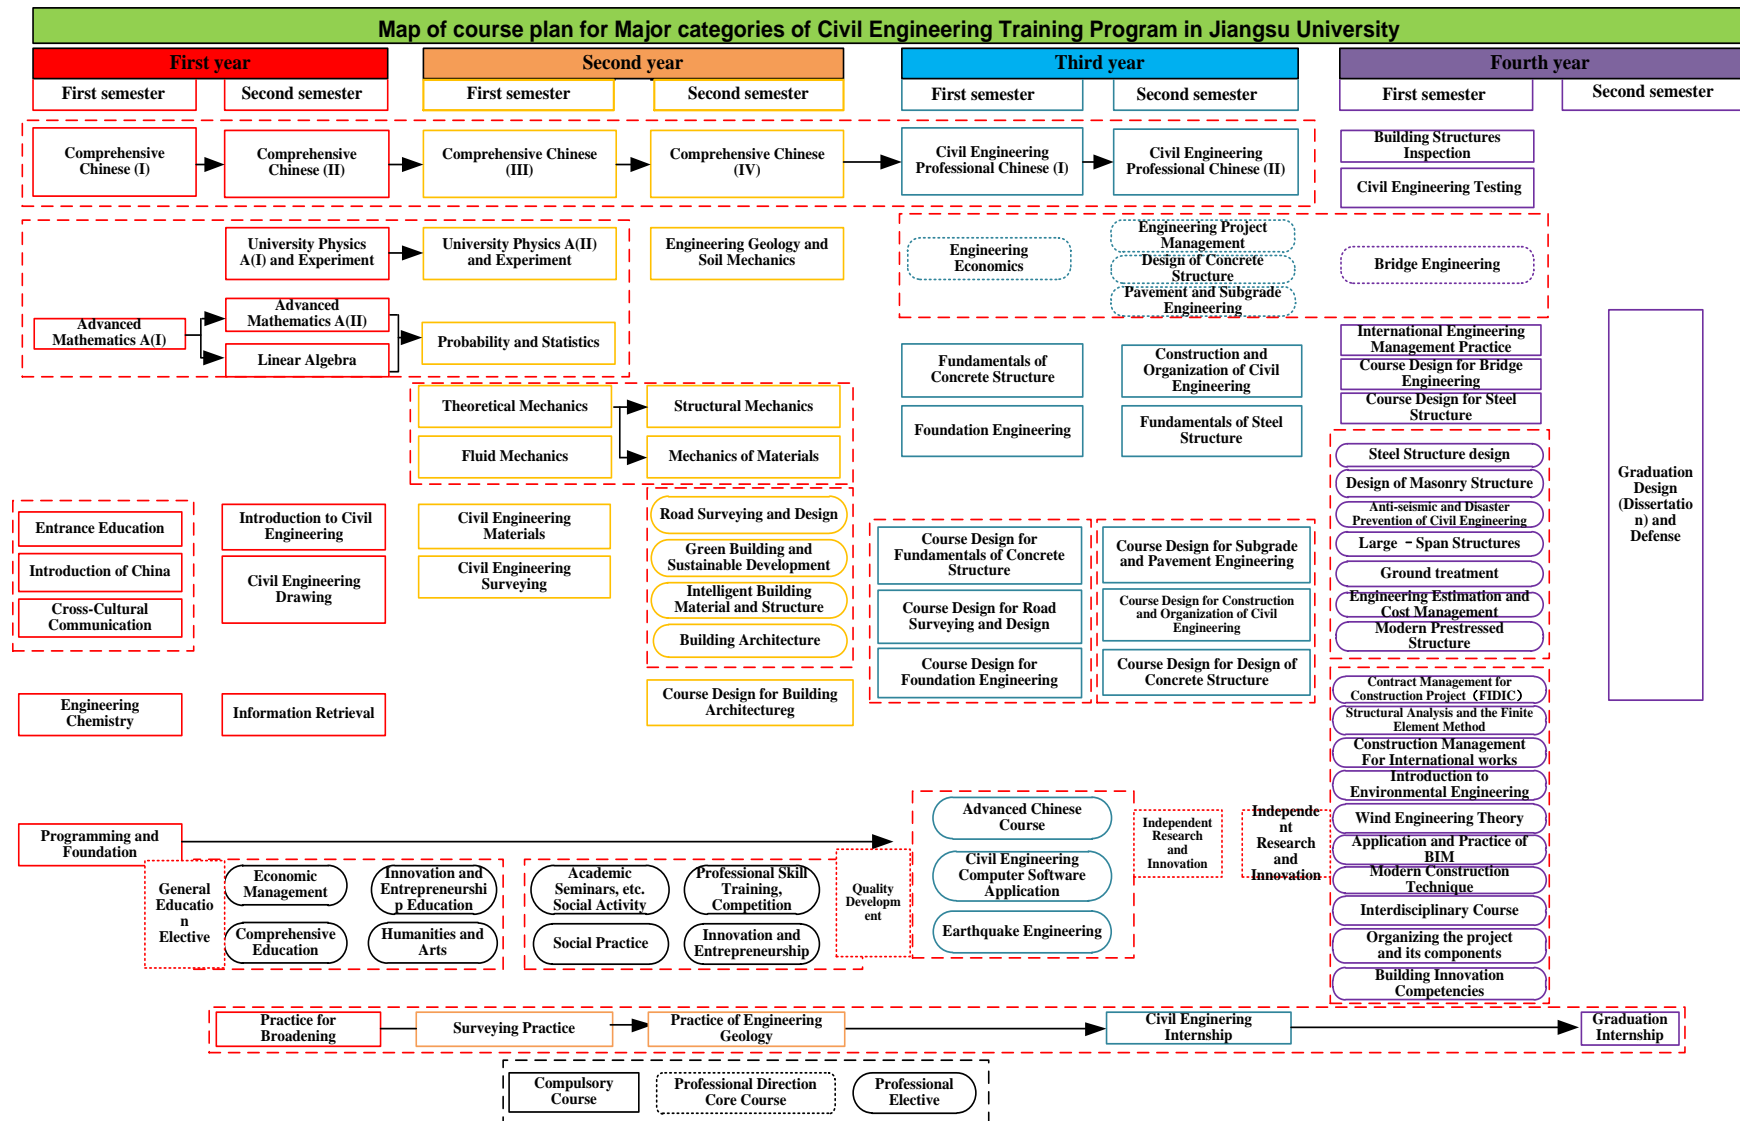 Map of course plan for Major categories of Civil Engineering Training Program in Jiangsu University
First year
Second year
Third year
Fourth year
First semester
Second semester
First semester
Second semester
First semester
Second semester
First semester
Second semester
Comprehensive
Chinese (I)
Comprehensive
Chinese (II)
Comprehensive Chinese
(III)
Comprehensive Chinese
(IV)
Civil Engineering
Professional Chinese (I)
Civil Engineering
Professional Chinese (II)
Building Structures
Inspection
Civil Engineering Testing
University Physics
A(I) and Experiment
University Physics A(II)
and Experiment
Engineering Geology and
Soil Mechanics
Engineering
Economics
Engineering Project
Management
Design of Concrete
Structure
Pavement and Subgrade
Engineering
Bridge Engineering
Advanced
Mathematics A(I)
Advanced
Mathematics A(II)
Linear Algebra
Probability and Statistics
Fundamentals of
Concrete Structure
Construction and
Organization of Civil
Engineering
International Engineering
Management Practice
Course Design for Bridge
Engineering
Course Design for Steel
Structure
Theoretical Mechanics
Structural Mechanics
Foundation Engineering
Fundamentals of Steel
Structure
Fluid Mechanics
Mechanics of Materials
Steel Structure design
Design of Masonry Structure
Anti-seismic and Disaster
Prevention of Civil Engineering
Large －Span Structures
Ground treatment
Engineering Estimation and
Cost Management
Modern Prestressed
Structure
Graduation
Design
(Dissertatio
n) and
Defense
Entrance Education
Introduction of China
Cross-Cultural
Communication
Introduction to Civil
Engineering
Civil Engineering
Drawing
Civil Engineering
Materials
Civil Engineering
Surveying
Road Surveying and Design
Green Building and
Sustainable Development
Intelligent Building
Material and Structure
Building Architecture
Course Design for
Fundamentals of Concrete
Structure
Course Design for Road
Surveying and Design
Course Design for
Foundation Engineering
Course Design for Subgrade
and Pavement Engineering
Course Design for Construction
and Organization of Civil
Engineering
Course Design for Design of
Concrete Structure
Engineering
Chemistry
Information Retrieval
Course Design for Building
Architectureg
Contract Management for
Construction Project（FIDIC）
Structural Analysis and the Finite
Element Method
Construction Management
For International works
Introduction to
Environmental Engineering
Wind Engineering Theory
Application and Practice of
BIM
Modern Construction
Technique
Interdisciplinary Course
Organizing the project
and its components
Building Innovation
Competencies
Programming and
Foundation
General
Educatio
n
Elective
Economic
Management
Innovation and
Entrepreneurshi
p Education
Comprehensive
Education
Humanities and
Arts
Academic
Seminars, etc.
Social Activity
Professional Skill
Training,
Competition
Social Practice
Innovation and
Entrepreneurship
Quality
Developm
ent
Advanced Chinese
Course
Civil Engineering
Computer Software
Application
Earthquake Engineering
Independent
Research
and
Innovation
Independe
nt
Research
and
Innovation
Practice for
Broadening
Surveying Practice
Practice of Engineering
Geology
Civil Enginering
Internship
Graduation
Internship
Compulsory
Course
Professional Direction
Core Course
Professional
Elective